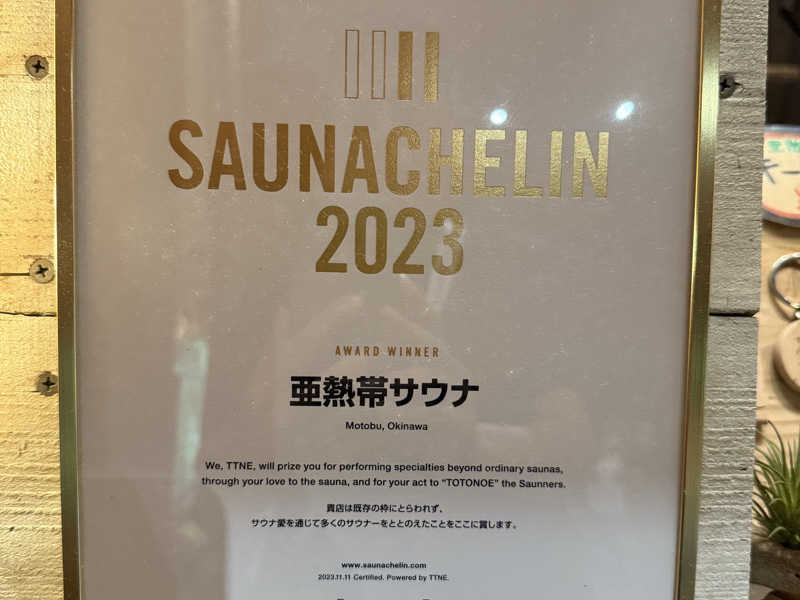 SAUNACHELIN
2023
AWARD WINNER
亜熱帯サウナ
Motobu, Okinawa
We, TTNE, will prize you for performing specialties beyond ordinary saunas,
through your love to the sauna, and for your act to “TOTONOE” the Saunners.
貴店は既存の枠にとらわれず、
サウナ愛を通じて多くのサウナーをととのえたことをここに賞します。
www.saunachelin.com
2023.11.11 Certified. Powered by TTNE.